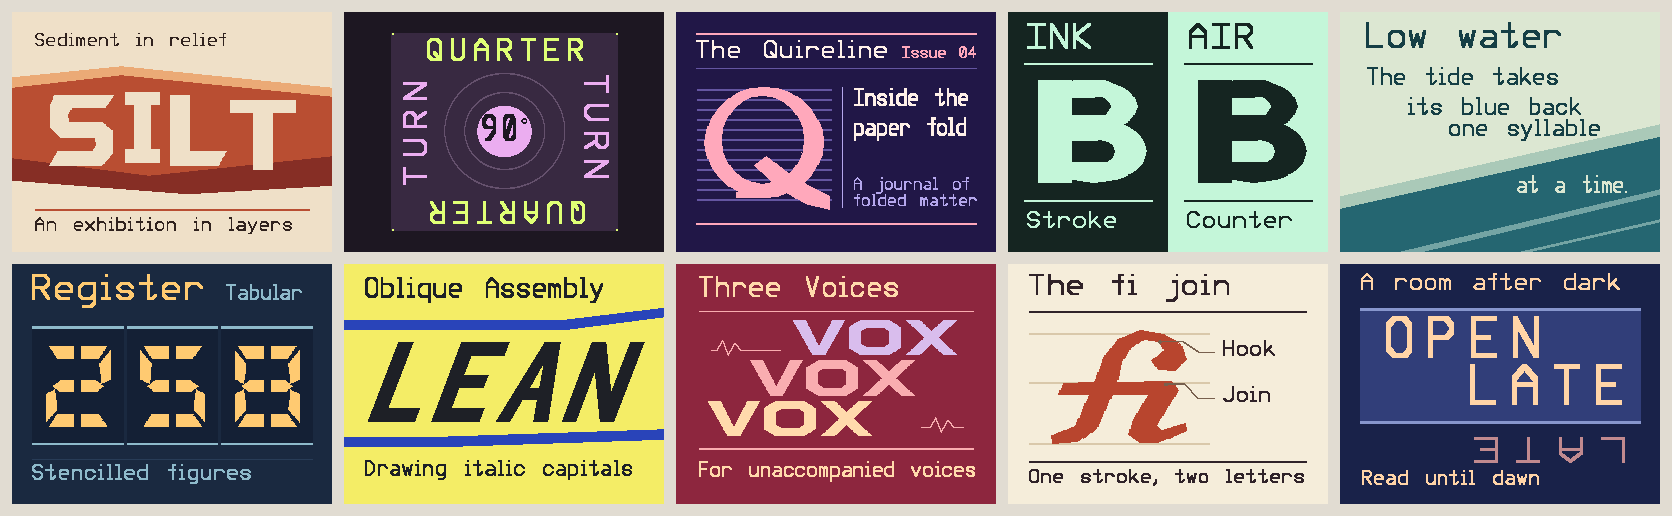 Sediment in relief
SILT
An exhibition in layers
QUARTER
TURN
90°
TURN
QUARTER
The Quireline Issue 04
Q
Inside the
paper fold
A journal of
folded matter
INK
B
Stroke
AIR
B
Counter
Low water
The tide takes
its blue back
one syllable
at a time.
Register Tabular
258
Stencilled figures
Oblique Assembly
LEAN
Drawing italic capitals
Three Voices
VOX
VOX
VOX
For unaccompanied voices
The fi join
fi
Hook
Join
One stroke, two letters
A room after dark
OPEN
LATE
LATE
Read until dawn